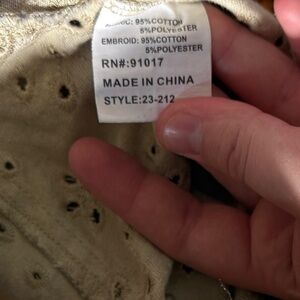 95%COTTON
5%POLYESTER
EMBROID: 95%COTTON
5%POLYESTER
RN#:91017
MADE IN CHINA
STYLE:23-212